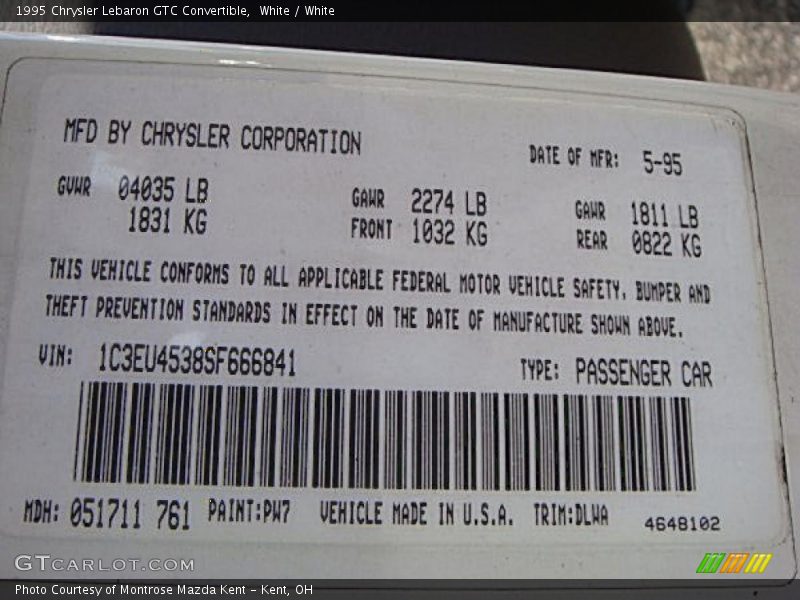 1995 Chrysler Lebaron GTC Convertible,  White / White
MFD BY CHRYSLER CORPORATION
DATE OF MFR: 5-95
GVWR 04035 LB
1831 KG
GAWR 2274 LB
FRONT 1032 KG
GAWR 1811 LB
REAR 0822 KG
THIS VEHICLE CONFORMS TO ALL APPLICABLE FEDERAL MOTOR VEHICLE SAFETY, BUMPER AND
THEFT PREVENTION STANDARDS IN EFFECT ON THE DATE OF MANUFACTURE SHOWN ABOVE.
VIN: 1C3EU4538SF666841
TYPE: PASSENGER CAR
MDH: 051711 761 PAINT:PW7 VEHICLE MADE IN U.S.A. TRIM:DLWA 4648102
GTCARLOT.COM
Photo Courtesy of Montrose Mazda Kent - Kent, OH